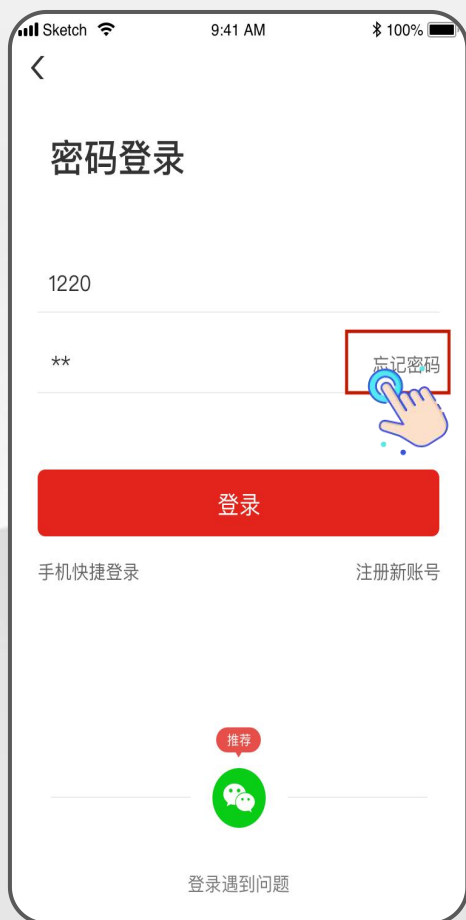 Sketch 9:41 AM 100%
密码登录
1220
** 忘记密码
登录
手机快捷登录 注册新账号
推荐
登录遇到问题